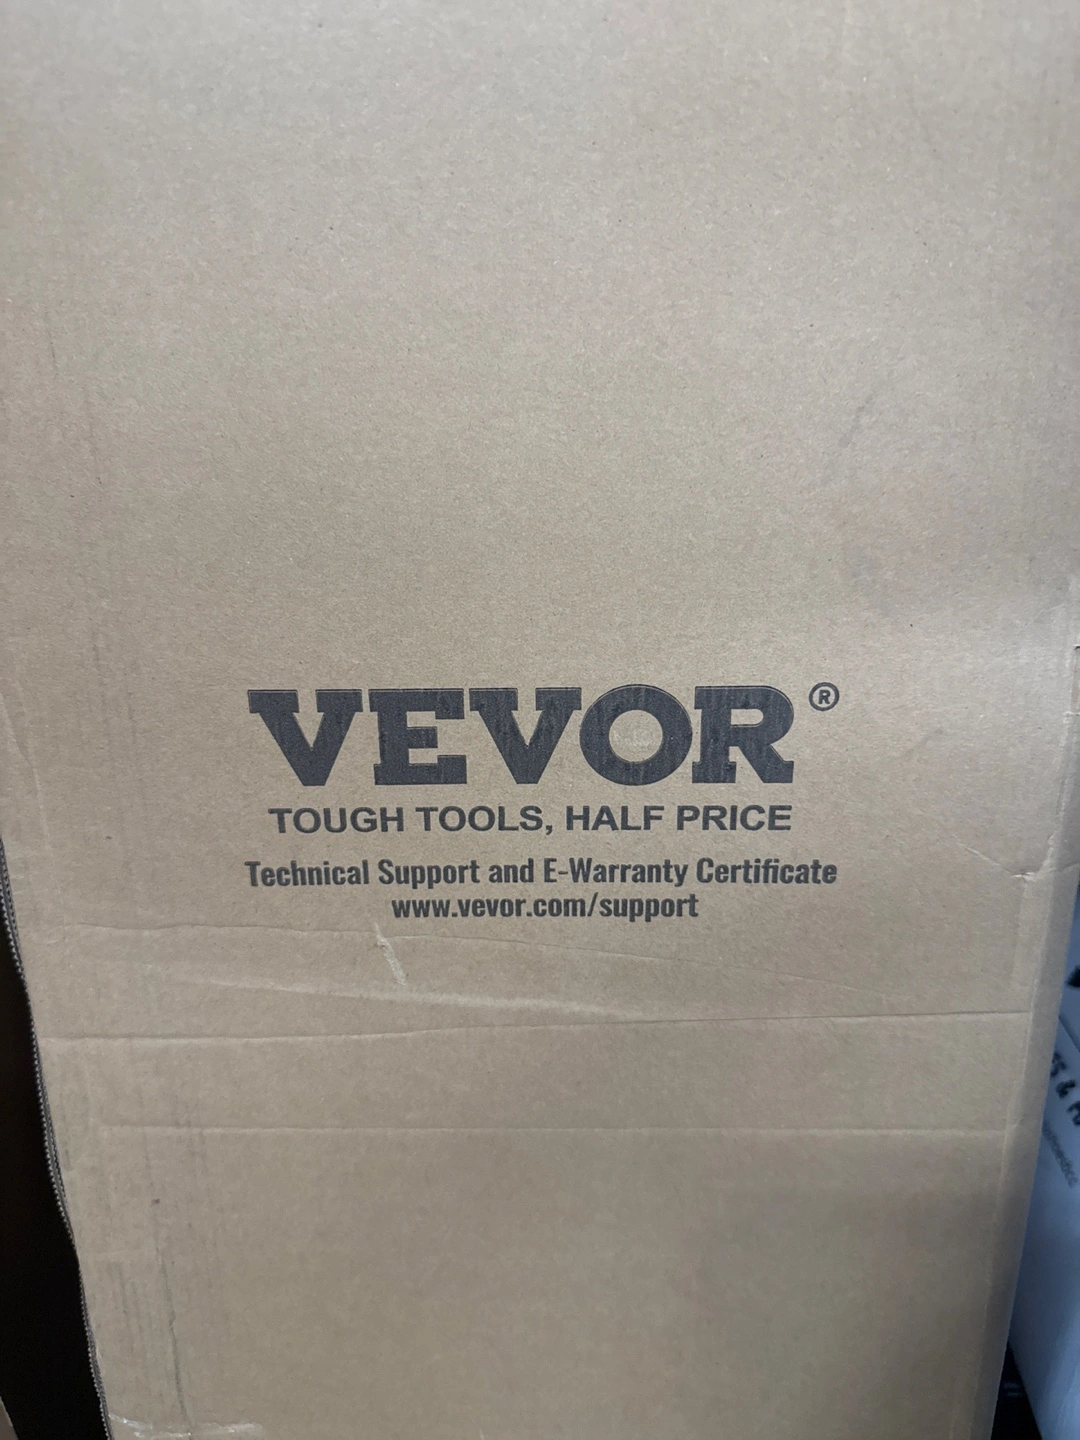 VEVOR®
TOUGH TOOLS, HALF PRICE
Technical Support and E-Warranty Certificate
www.vevor.com/support